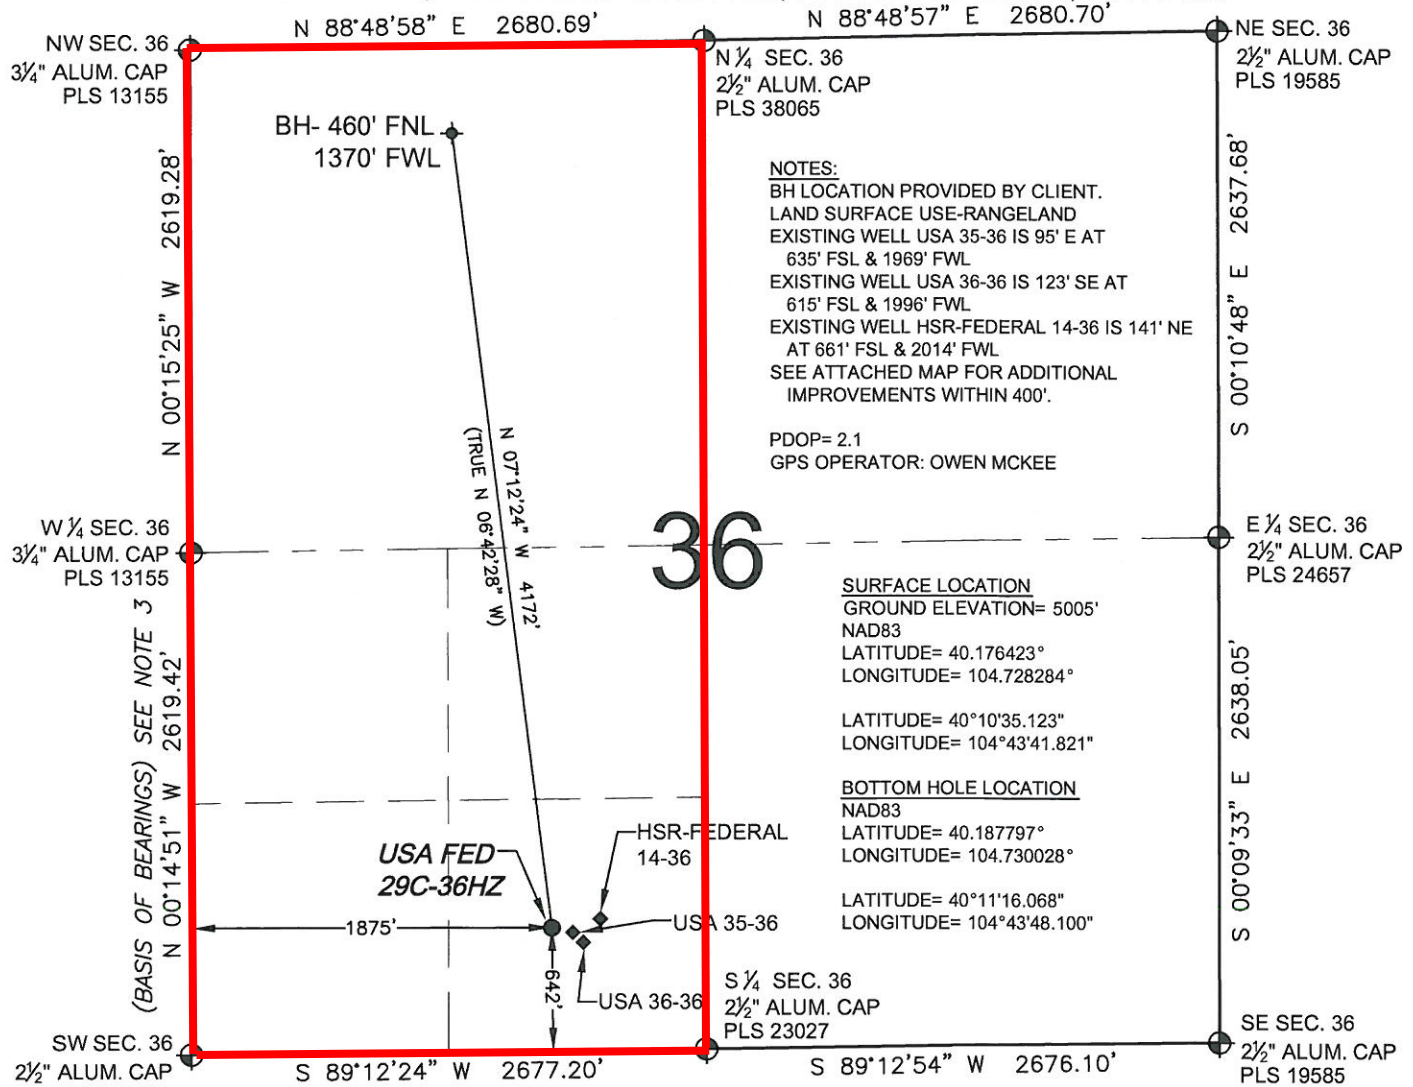 N 88°48'58" E 2680.69'
N 88°48'57" E 2680.70'
NW SEC. 36
3¼" ALUM. CAP
PLS 13155
N ¼ SEC. 36
2½" ALUM. CAP
PLS 38065
NE SEC. 36
2½" ALUM. CAP
PLS 19585
BH- 460' FNL
1370' FWL
N 00°15'25" W 2619.28'
NOTES:
BH LOCATION PROVIDED BY CLIENT.
LAND SURFACE USE-RANGELAND
EXISTING WELL USA 35-36 IS 95' E AT
635' FSL & 1969' FWL
EXISTING WELL USA 36-36 IS 123' SE AT
615' FSL & 1996' FWL
EXISTING WELL HSR-FEDERAL 14-36 IS 141' NE
AT 661' FSL & 2014' FWL
SEE ATTACHED MAP FOR ADDITIONAL
IMPROVEMENTS WITHIN 400'.
PDOP= 2.1
GPS OPERATOR: OWEN MCKEE
S 00°10'48" E 2637.68'
N 07°12'24" W 4172'
(TRUE N 06°42'28" W)
36
W ¼ SEC. 36
3¼" ALUM. CAP
PLS 13155
E ¼ SEC. 36
2½" ALUM. CAP
PLS 24657
SURFACE LOCATION
GROUND ELEVATION= 5005'
NAD83
LATITUDE= 40.176423°
LONGITUDE= 104.728284°
LATITUDE= 40°10'35.123"
LONGITUDE= 104°43'41.821"
BOTTOM HOLE LOCATION
NAD83
LATITUDE= 40.187797°
LONGITUDE= 104.730028°
LATITUDE= 40°11'16.068"
LONGITUDE= 104°43'48.100"
(BASIS OF BEARINGS) SEE NOTE 3
N 00°14'51" W 2619.42'
S 00°09'33" E 2638.05'
HSR-FEDERAL
14-36
USA FED
29C-36HZ
1875'
USA 35-36
642'
USA 36-36
S ¼ SEC. 36
2½" ALUM. CAP
PLS 23027
SW SEC. 36
2½" ALUM. CAP
SE SEC. 36
2½" ALUM. CAP
PLS 19585
S 89°12'24" W 2677.20'
S 89°12'54" W 2676.10'